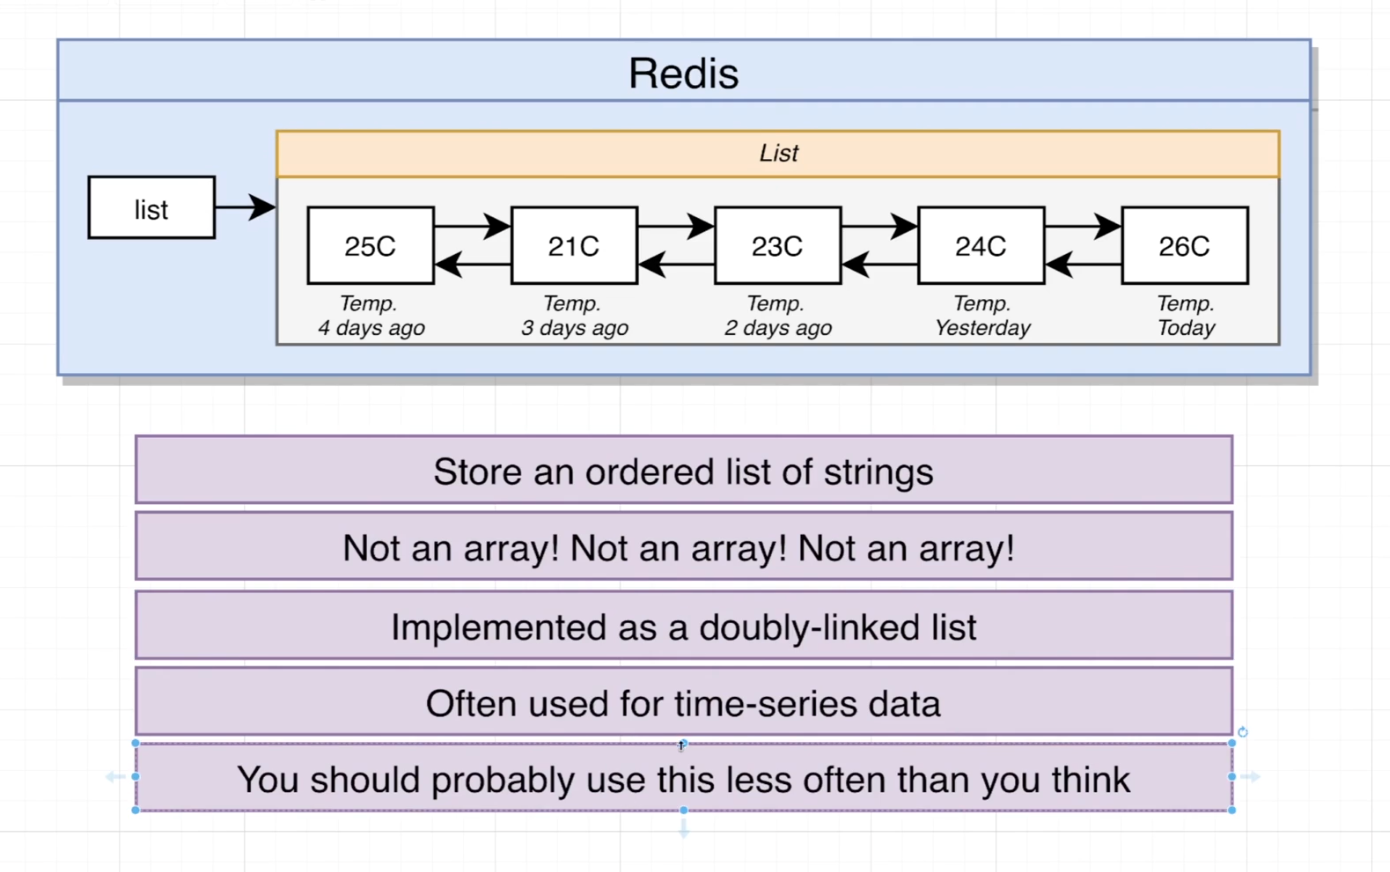 Redis
List
list
25C
21C
23C
24C
26C
Temp.
4 days ago
Temp.
3 days ago
Temp.
2 days ago
Temp.
Yesterday
Temp.
Today
Store an ordered list of strings
Not an array! Not an array! Not an array!
Implemented as a doubly-linked list
Often used for time-series data
You should probably use this less often than you think